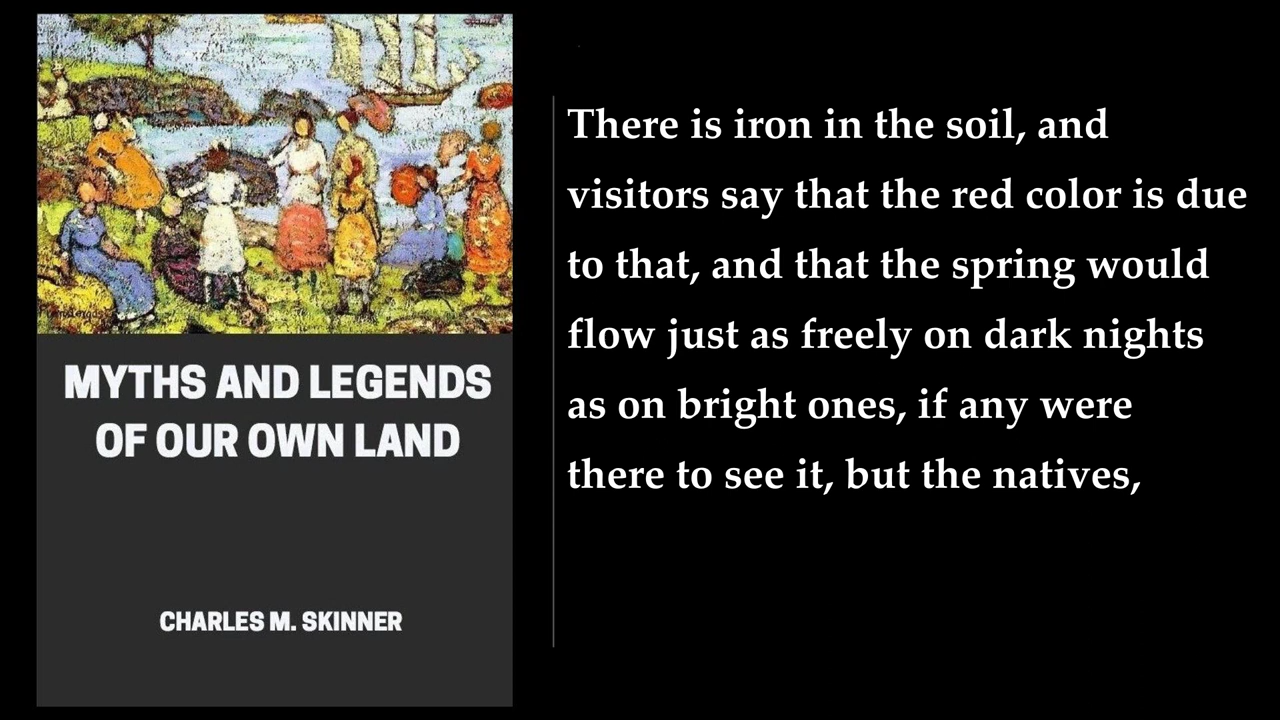 MYTHS AND LEGENDS
OF OUR OWN LAND
CHARLES M. SKINNER
There is iron in the soil, and
visitors say that the red color is due
to that, and that the spring would
flow just as freely on dark nights
as on bright ones, if any were
there to see it, but the natives,